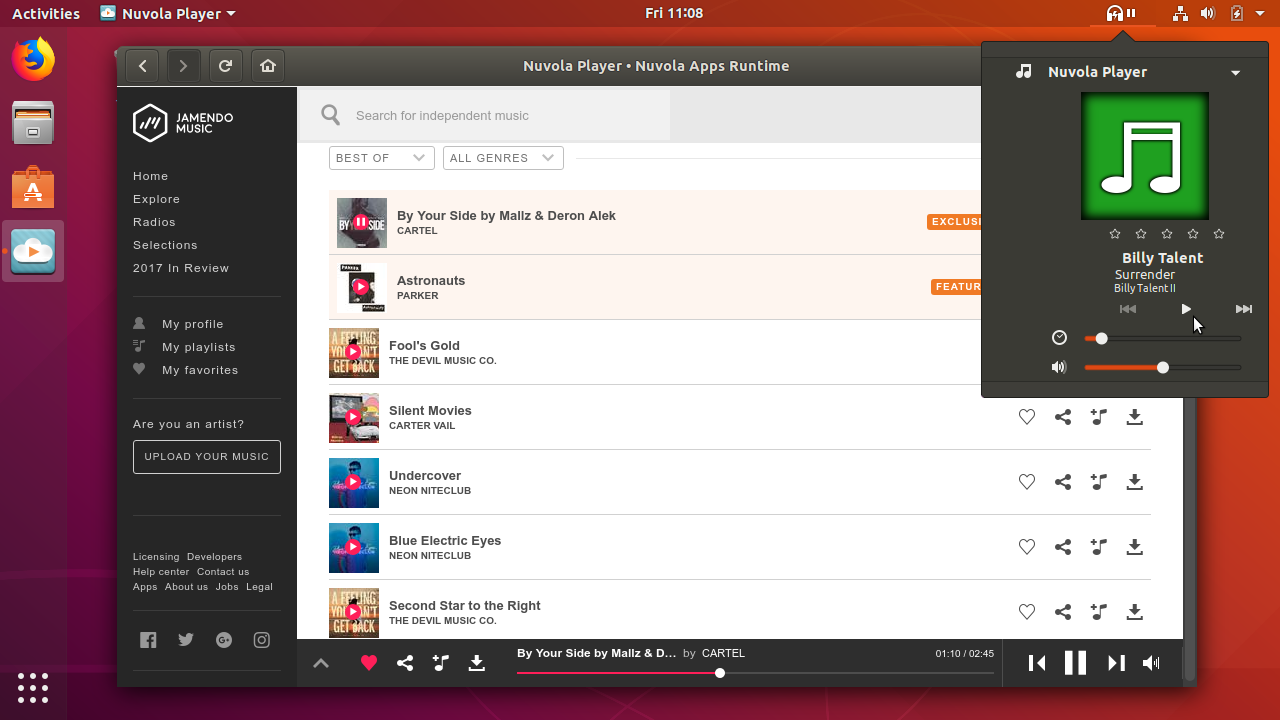 Activities
Nuvola Player
Fri 11:08
Nuvola Player • Nuvola Apps Runtime
JAMENDO
MUSIC
Home
Explore
Radios
Selections
2017 In Review
My profile
My playlists
My favorites
Are you an artist?
UPLOAD YOUR MUSIC
Licensing Developers
Help center Contact us
Apps About us Jobs Legal
Search for independent music
BEST OF
ALL GENRES
By Your Side by Mallz & Deron Alek
CARTEL
EXCLUSI
Astronauts
PARKER
FEATUR
Fool's Gold
THE DEVIL MUSIC CO.
Silent Movies
CARTER VAIL
Undercover
NEON NITECLUB
Blue Electric Eyes
NEON NITECLUB
Second Star to the Right
THE DEVIL MUSIC CO.
By Your Side by Mallz & D... by CARTEL
01:10 / 02:45
Nuvola Player
Billy Talent
Surrender
Billy Talent II